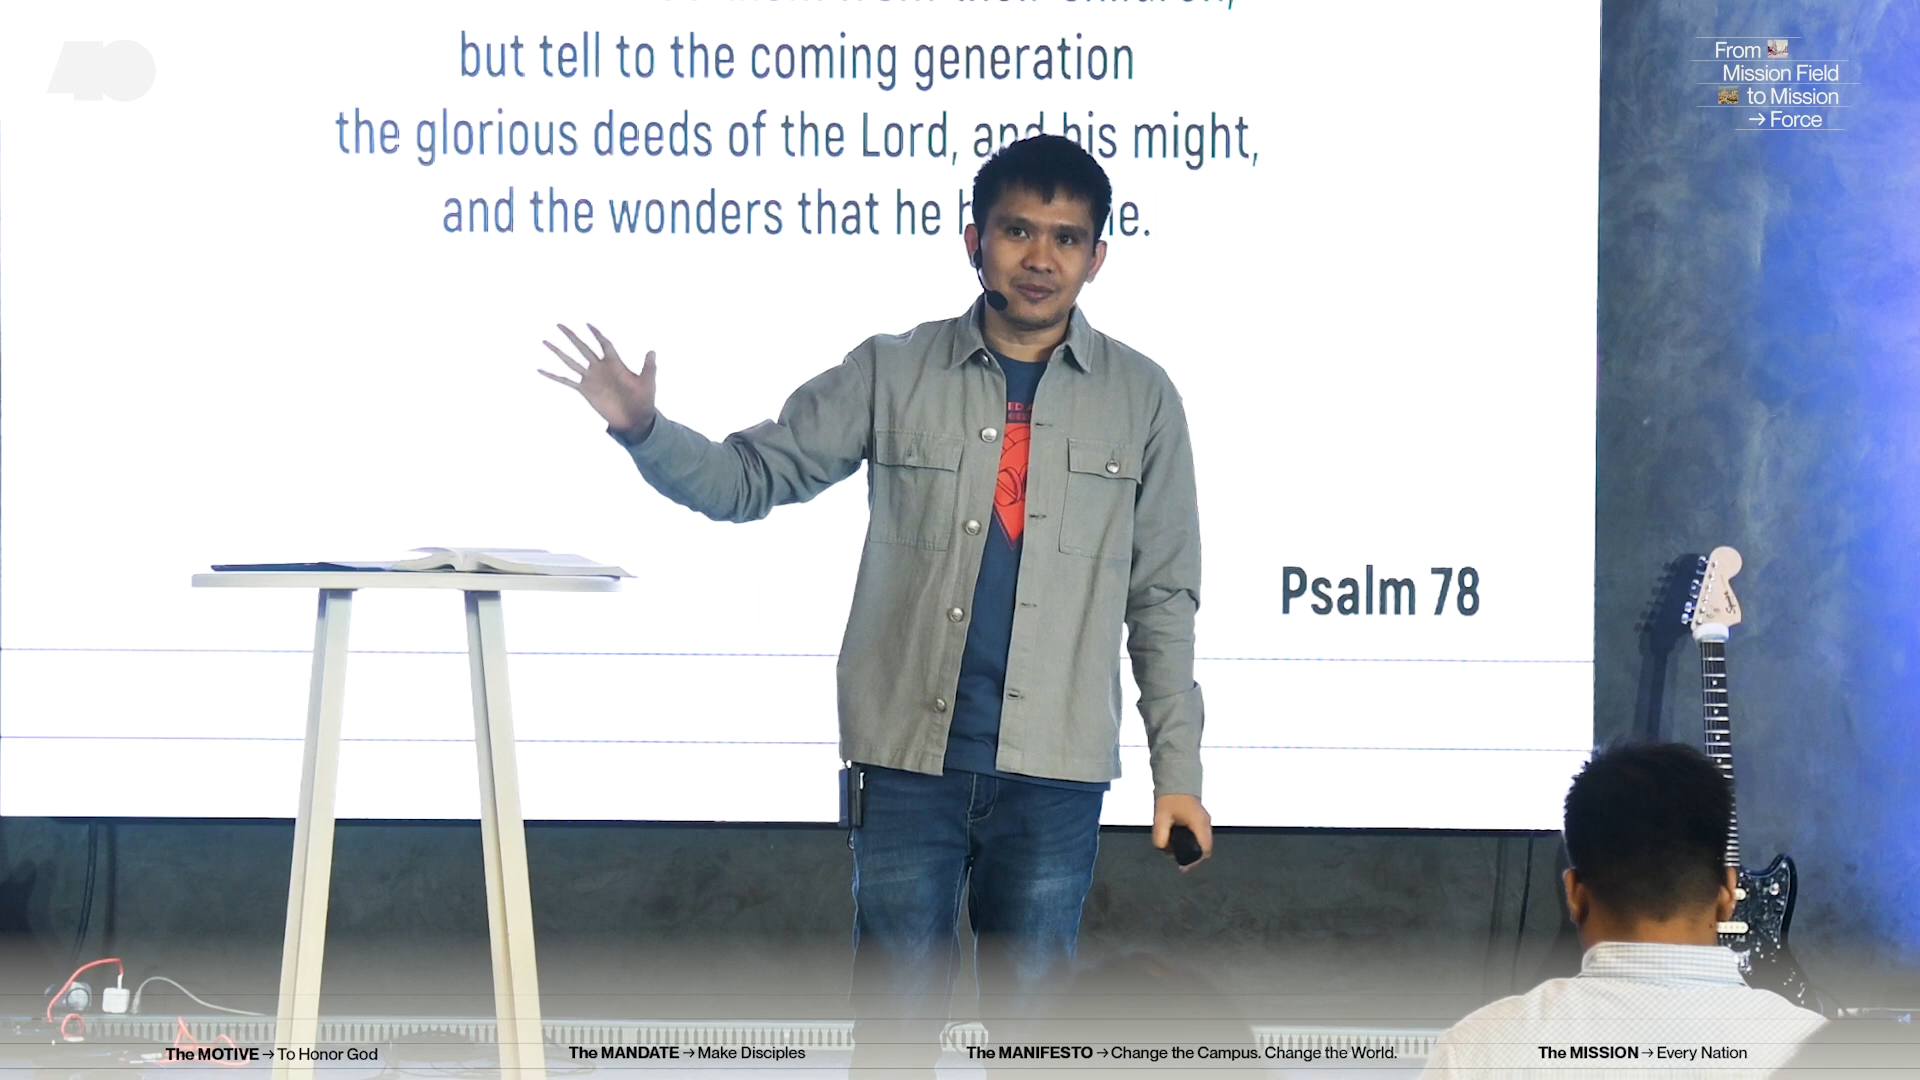 but tell to the coming generation
the glorious deeds of the Lord, and his might,
and the wonders that he
Psalm 78
From
Mission Field
to Mission
→ Force
40
Squier
The MOTIVE → To Honor God
The MANDATE → Make Disciples
The MANIFESTO → Change the Campus. Change the World.
The MISSION → Every Nation